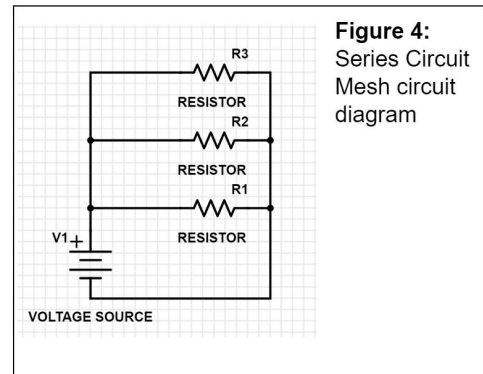 Figure 4:
Series Circuit
Mesh circuit
diagram
R3
RESISTOR
R2
RESISTOR
R1
RESISTOR
V1
+
VOLTAGE SOURCE